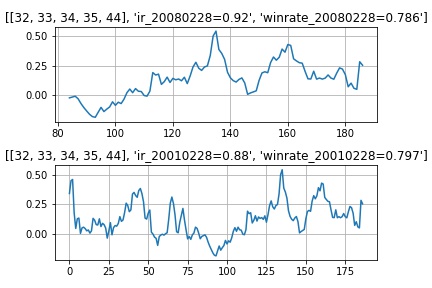 [[32, 33, 34, 35, 44], 'ir_20080228=0.92', 'winrate_20080228=0.786']
0.50
0.25
0.00
80 100 120 140 160 180
[[32, 33, 34, 35, 44], 'ir_20010228=0.88', 'winrate_20010228=0.797']
0.50
0.25
0.00
0 25 50 75 100 125 150 175